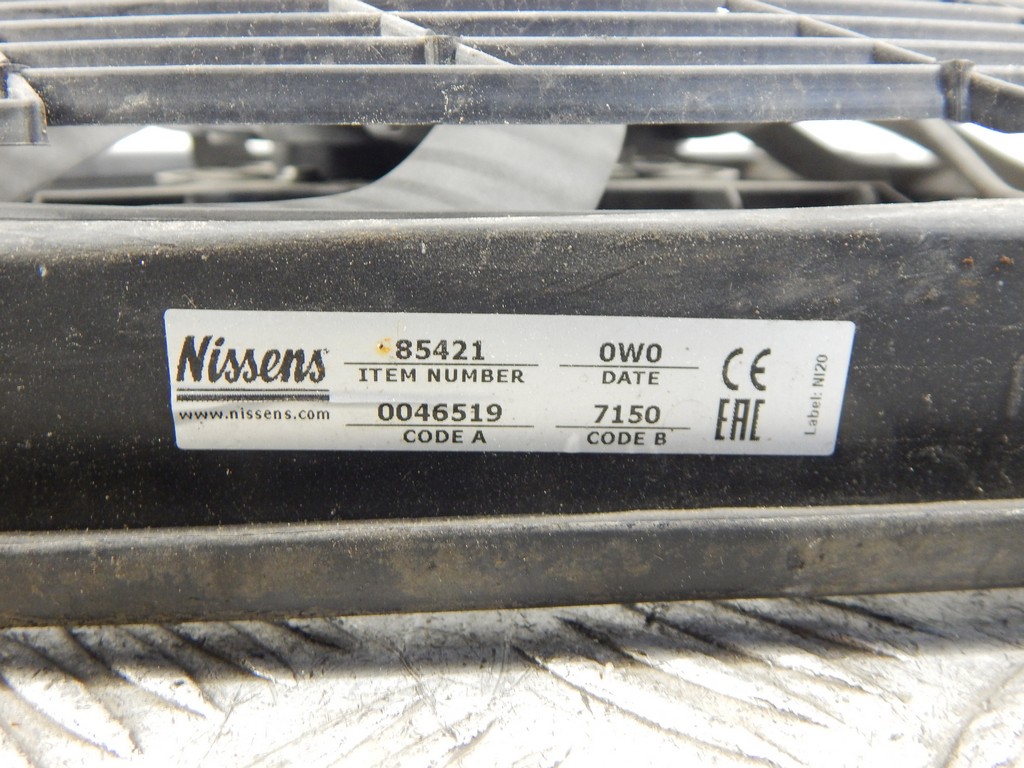 Nissens
www.nissens.com
85421
ITEM NUMBER
0W0
DATE
0046519
CODE A
7150
CODE B
CE
EAC
Label: NI20